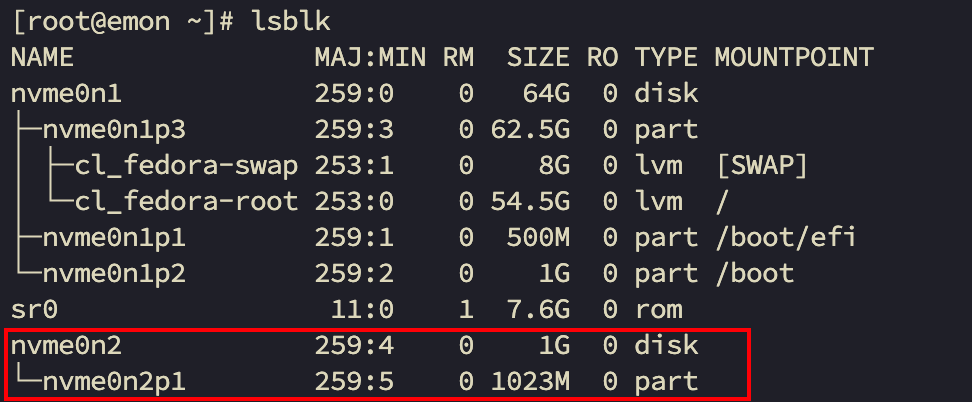 [root@emon ~]# lsblk
NAME               MAJ:MIN RM   SIZE RO TYPE MOUNTPOINT
nvme0n1            259:0    0    64G  0 disk
├─nvme0n1p3        259:3    0  62.5G  0 part
│ ├─cl_fedora-swap 253:1    0     8G  0 lvm  [SWAP]
│ └─cl_fedora-root 253:0    0  54.5G  0 lvm  /
├─nvme0n1p1        259:1    0   500M  0 part /boot/efi
└─nvme0n1p2        259:2    0     1G  0 part /boot
sr0                 11:0    1   7.6G  0 rom
nvme0n2            259:4    0     1G  0 disk
└─nvme0n2p1        259:5    0  1023M  0 part